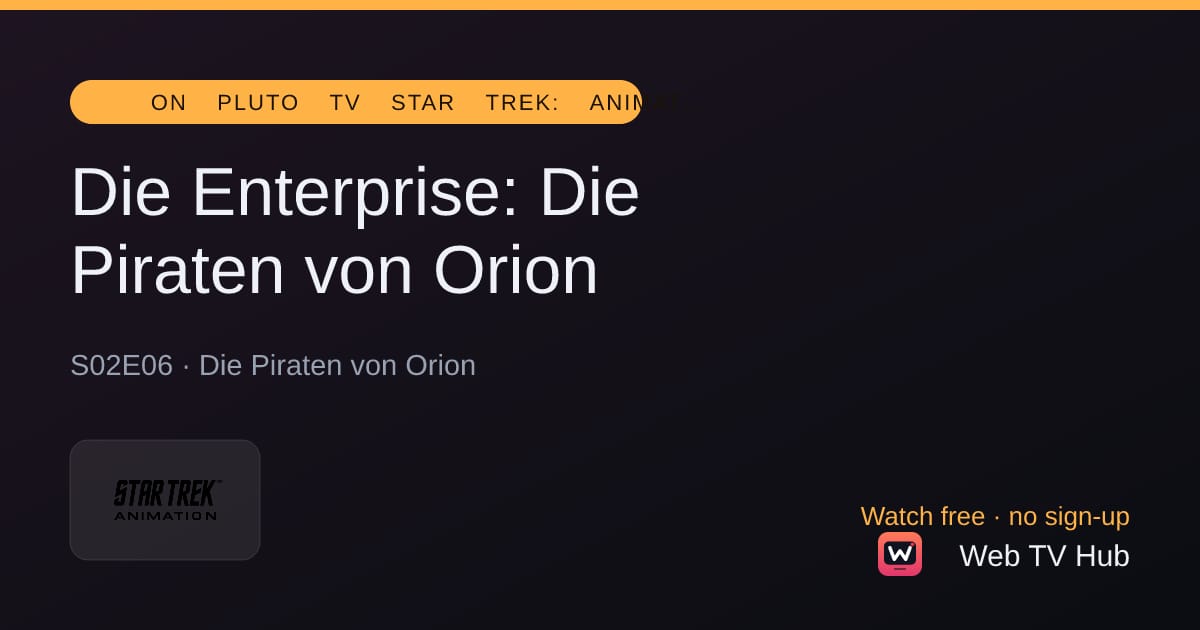 ON PLUTO TV STAR TREK:
Die Enterprise: Die
Piraten von Orion
S02E06 · Die Piraten von Orion
STAR TREK
ANIMATION
Watch free · no sign-up
Web TV Hub